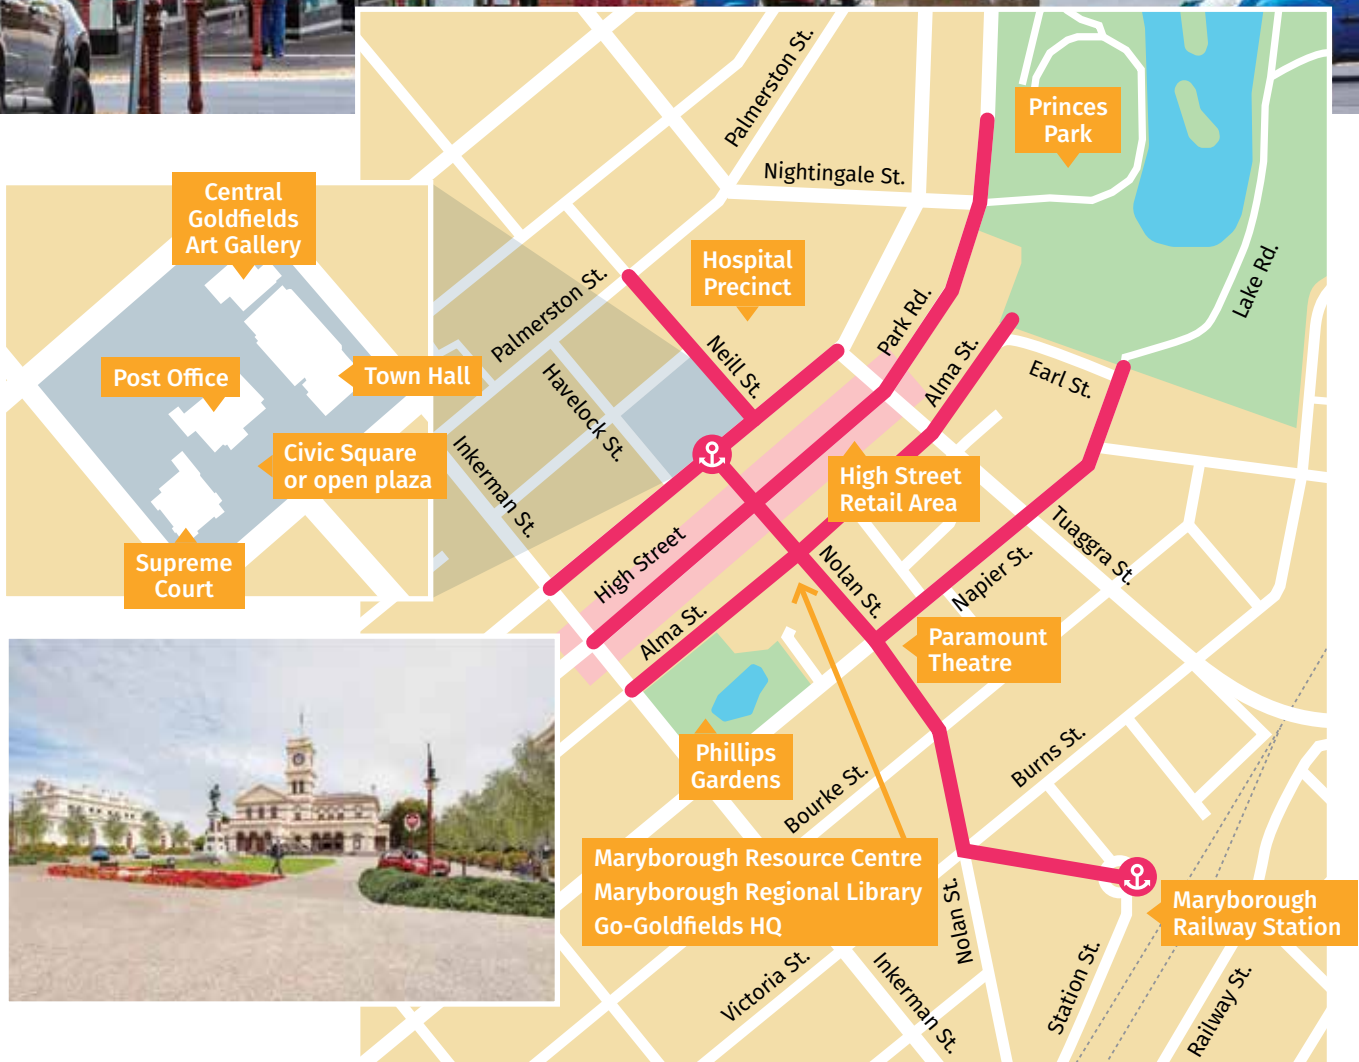 Palmerston St.
Princes
Park
Nightingale St.
Central
Goldfields
Art Gallery
Hospital
Precinct
Lake Rd.
Palmerston St.
Park Rd.
Neill St.
Alma St.
Earl St.
Post Office
Town Hall
Havelock St.
Civic Square
or open plaza
Inkerman St.
High Street
Retail Area
Supreme
Court
High Street
Tuaggra St.
Nolan St.
Napier St.
Alma St.
Paramount
Theatre
Phillips
Gardens
Burns St.
Bourke St.
Maryborough Resource Centre
Maryborough Regional Library
Go-Goldfields HQ
Nolan St.
Maryborough
Railway Station
Victoria St.
Inkerman St.
Station St.
Railway St.